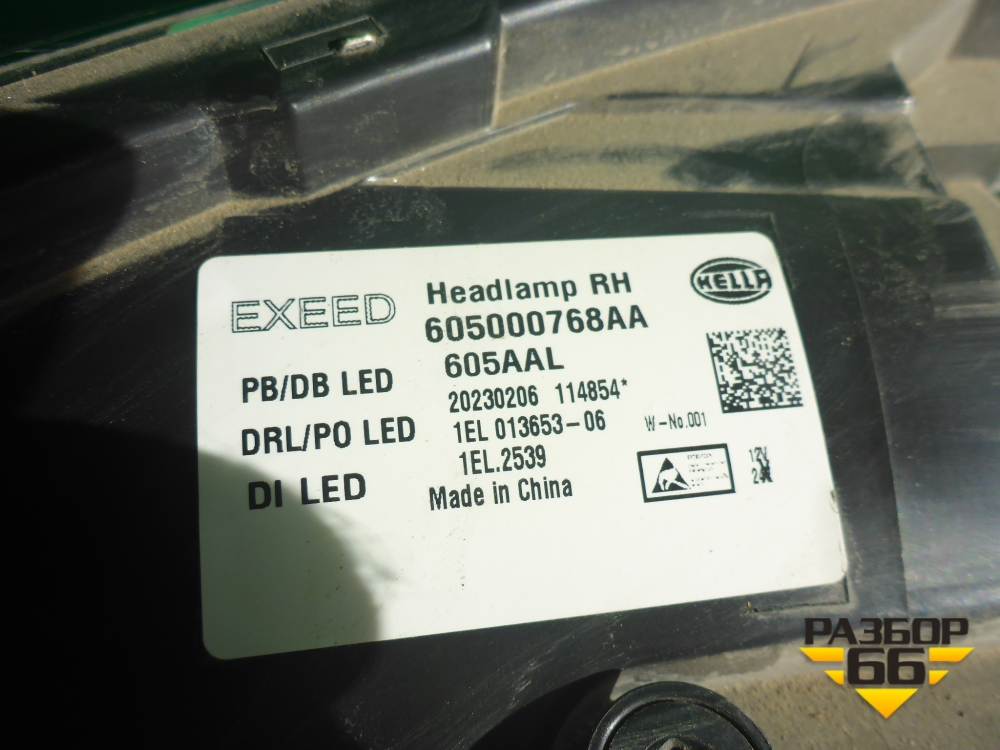 EXEED
Headlamp RH
HELLA
605000768AA
605AAL
PB/DB LED
20230206 114854*
DRL/PO LED
1EL 013653-06
W-No.001
1EL.2539
DI LED
Made in China
12V
РАЗБОР
66